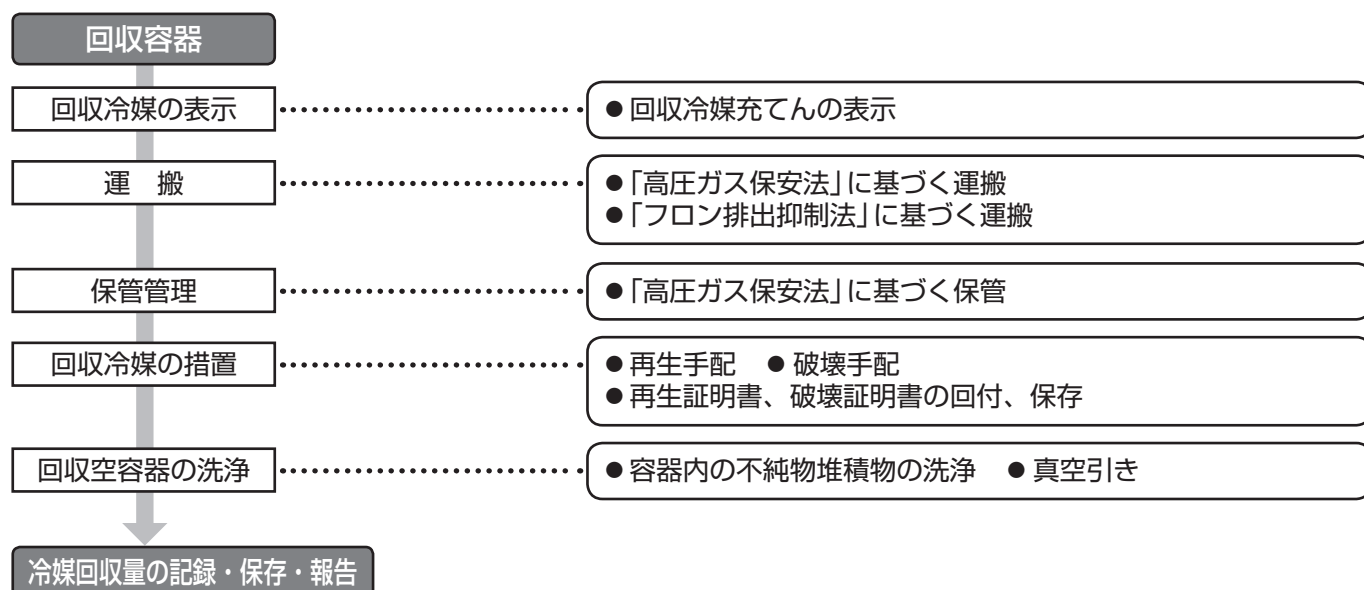 回収容器
回収冷媒の表示
●回収冷媒充てんの表示
運　搬
●「高圧ガス保安法」に基づく運搬
●「フロン排出抑制法」に基づく運搬
保管管理
●「高圧ガス保安法」に基づく保管
回収冷媒の措置
●再生手配　●破壊手配
●再生証明書、破壊証明書の回付、保存
回収空容器の洗浄
●容器内の不純物堆積物の洗浄　●真空引き
冷媒回収量の記録・保存・報告